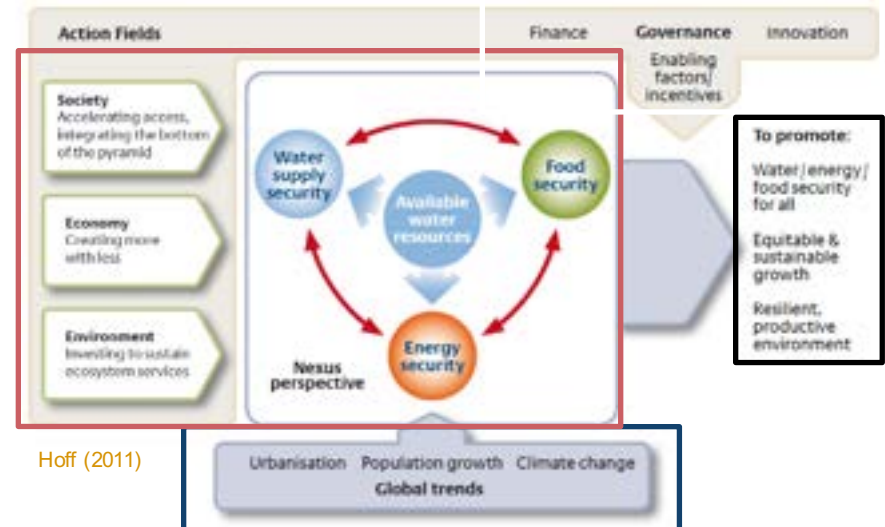 Action Fields
Finance
Governance
Innovation
Enabling
factors/
incentives
Society
Accelerating access,
integrating the bottom
of the pyramid
Economy
Creating more
with less
Environment
Investing to sustain
ecosystem services
Water
supply
security
Food
security
Available
water
resources
Energy
security
Nexus
perspective
To promote:
Water/energy/
food security
for all
Equitable &
sustainable
growth
Resilient,
productive
environment
Hoff (2011)
Urbanisation Population growth Climate change
Global trends